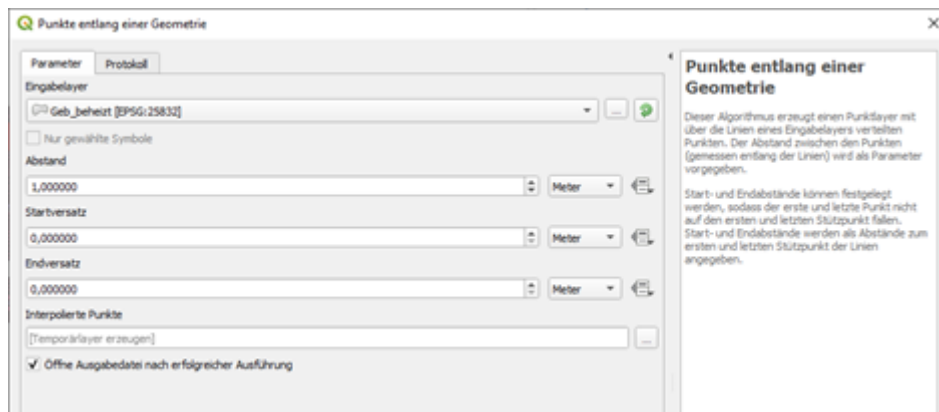 Punkte entlang einer Geometrie
Parameter
Protokoll
Eingabelayer
Geb_beheizt [EPSG:25832]
...
Nur gewählte Symbole
Abstand
1,000000
Meter
Startversatz
0,000000
Meter
Endversatz
0,000000
Meter
Interpolierte Punkte
[Temporärlayer erzeugen]
...
Öffne Ausgabedatei nach erfolgreicher Ausführung
Punkte entlang einer
Geometrie
Dieser Algorithmus erzeugt einen Punktlayer mit
über die Linien eines Eingabelayers verteilten
Punkten. Der Abstand zwischen den Punkten
(gemessen entlang der Linien) wird als Parameter
vorgegeben.
Start- und Endabstände können festgelegt
werden, sodass der erste und letzte Punkt nicht
auf den ersten und letzten Stützpunkt fallen.
Start- und Endabstände werden als Abstände zum
ersten und letzten Stützpunkt der Linien
angegeben.